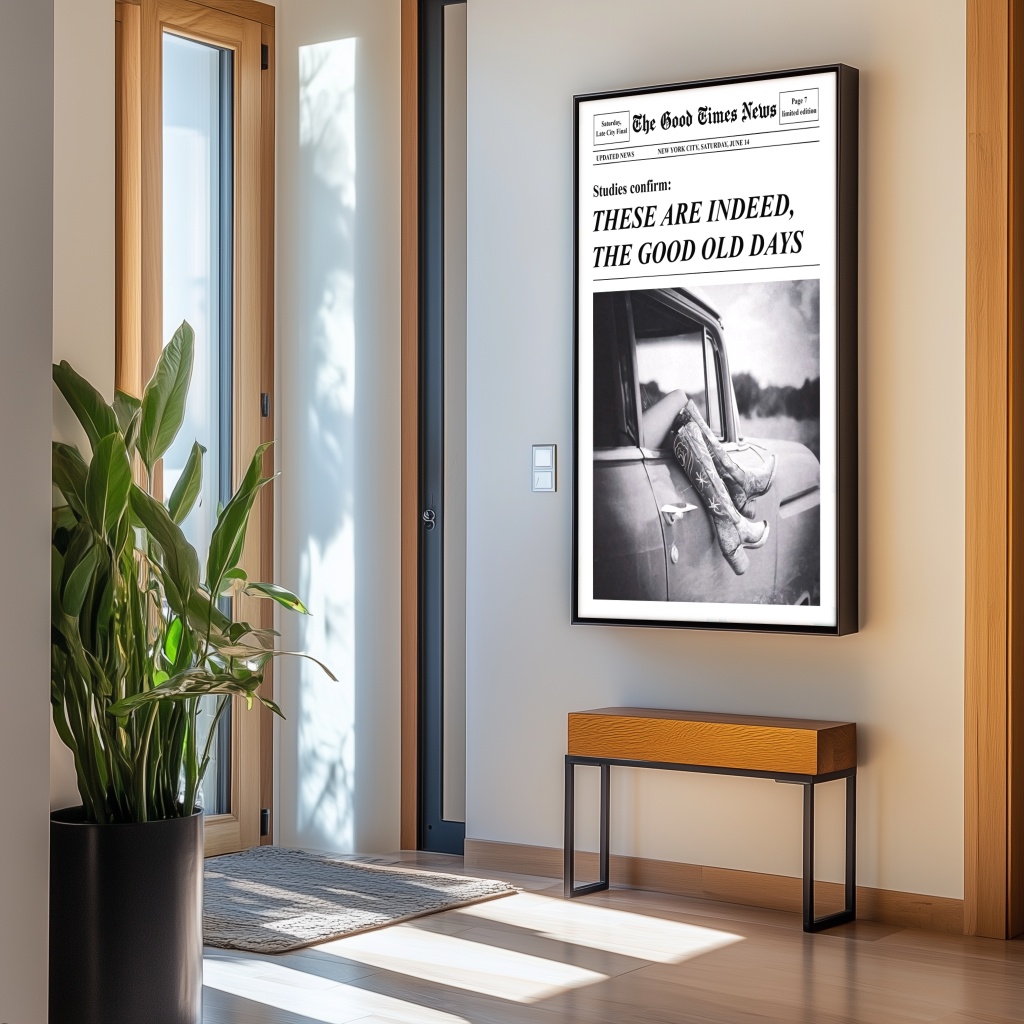 Saturday,
Late City Final
The Good Times News
Page 7
limited edition
UPDATED NEWS
NEW YORK CITY, SATURDAY, JUNE 14
Studies confirm:
THESE ARE INDEED,
THE GOOD OLD DAYS